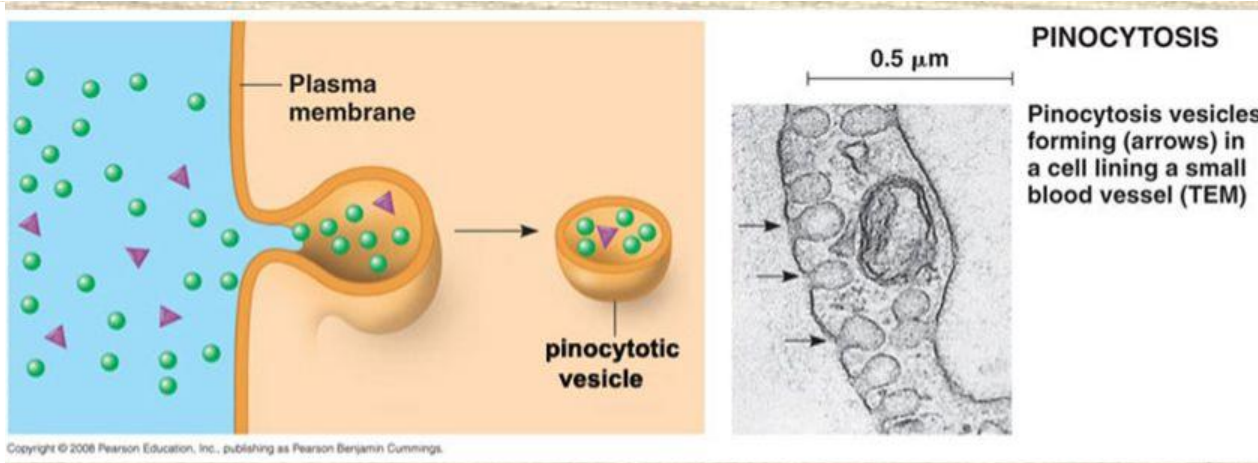 Plasma
membrane
pinocytotic
vesicle
Copyright © 2008 Pearson Education, Inc., publishing as Pearson Benjamin Cummings.
0.5 μm
PINOCYTOSIS
Pinocytosis vesicles
forming (arrows) in
a cell lining a small
blood vessel (TEM)